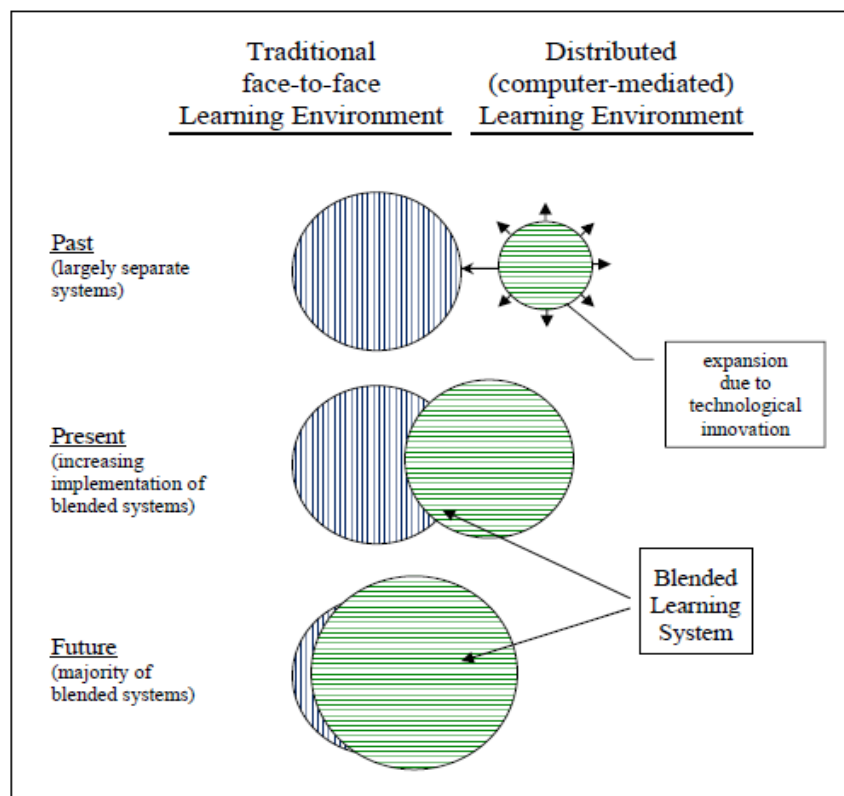 Traditional
face-to-face
Learning Environment
Distributed
(computer-mediated)
Learning Environment
Past
(largely separate
systems)
expansion
due to
technological
innovation
Present
(increasing
implementation of
blended systems)
Blended
Learning
System
Future
(majority of
blended systems)